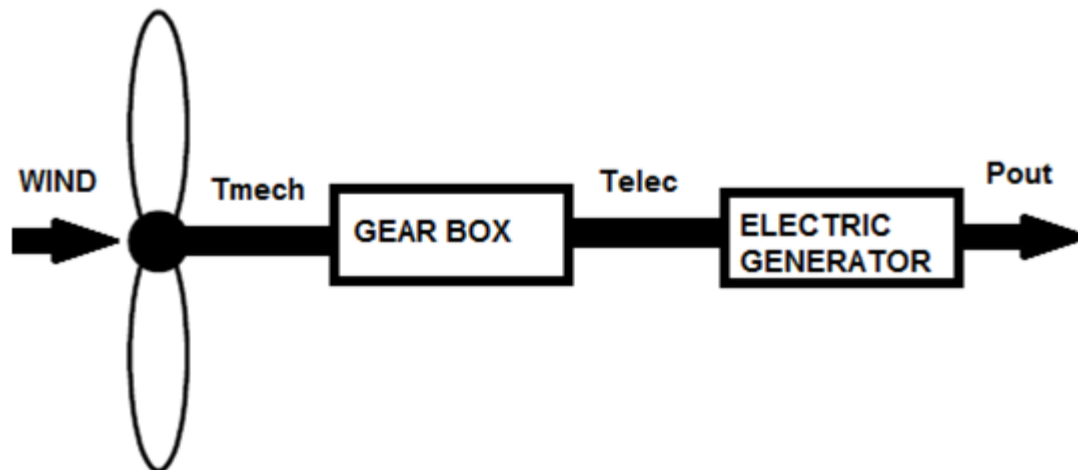 WIND
Tmech
GEAR BOX
Telec
ELECTRIC
GENERATOR
Pout